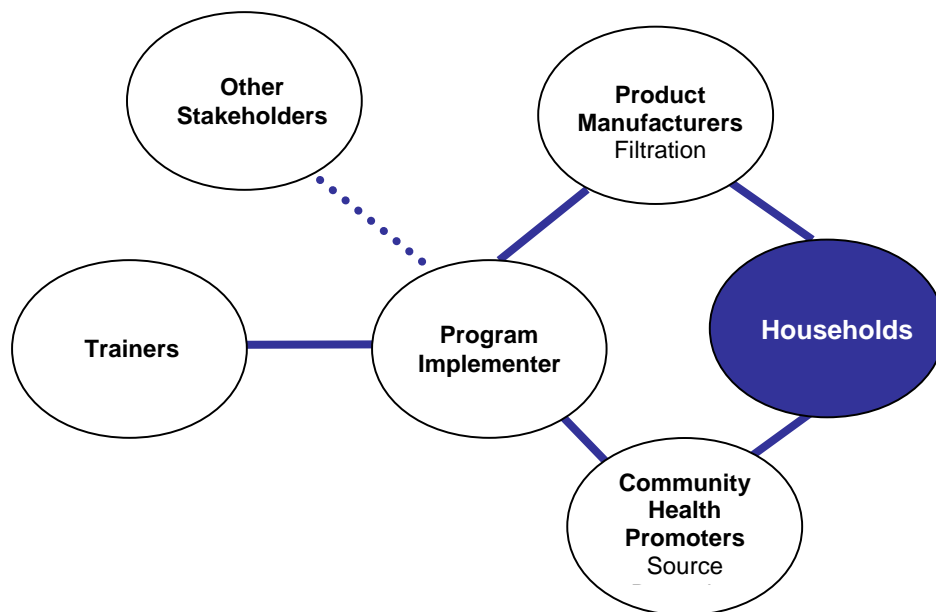 Other
Stakeholders
Product
Manufacturers
Filtration
Trainers
Program
Implementer
Households
Community
Health
Promoters
Source